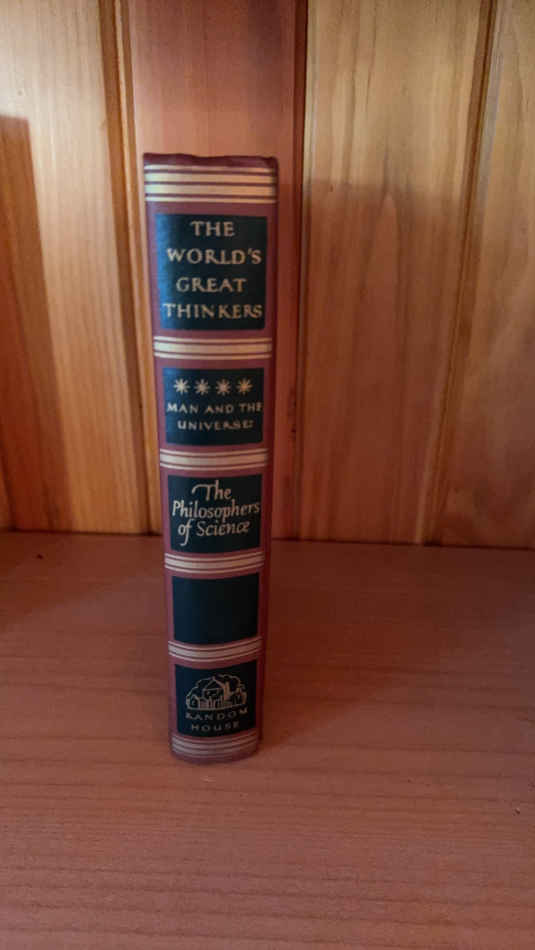 THE
WORLD'S
GREAT
THINKERS
MAN AND THE
UNIVERSE:
The
Philosophers
of Science
RANDOM
HOUSE